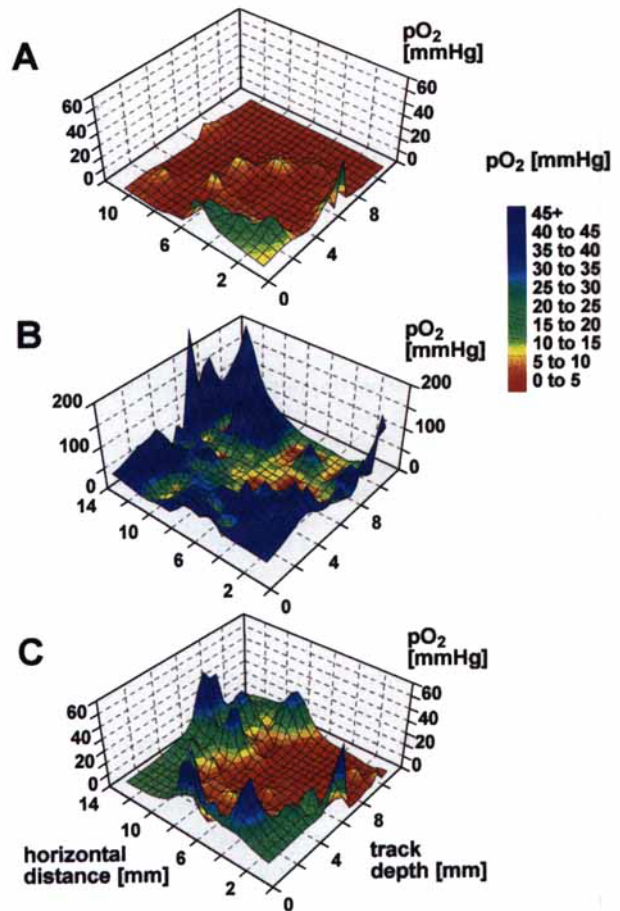 A
pO2
[mmHg]
60
40
20
0
60
40
20
0
10
6
2
0
4
8
pO2 [mmHg]
45+
40 to 45
35 to 40
30 to 35
25 to 30
20 to 25
15 to 20
10 to 15
5 to 10
0 to 5
B
pO2
[mmHg]
200
100
0
200
100
0
14
10
6
2
0
4
8
C
pO2
[mmHg]
60
40
20
0
60
40
20
0
14
10
6
2
0
4
8
horizontal
distance [mm]
track
depth [mm]